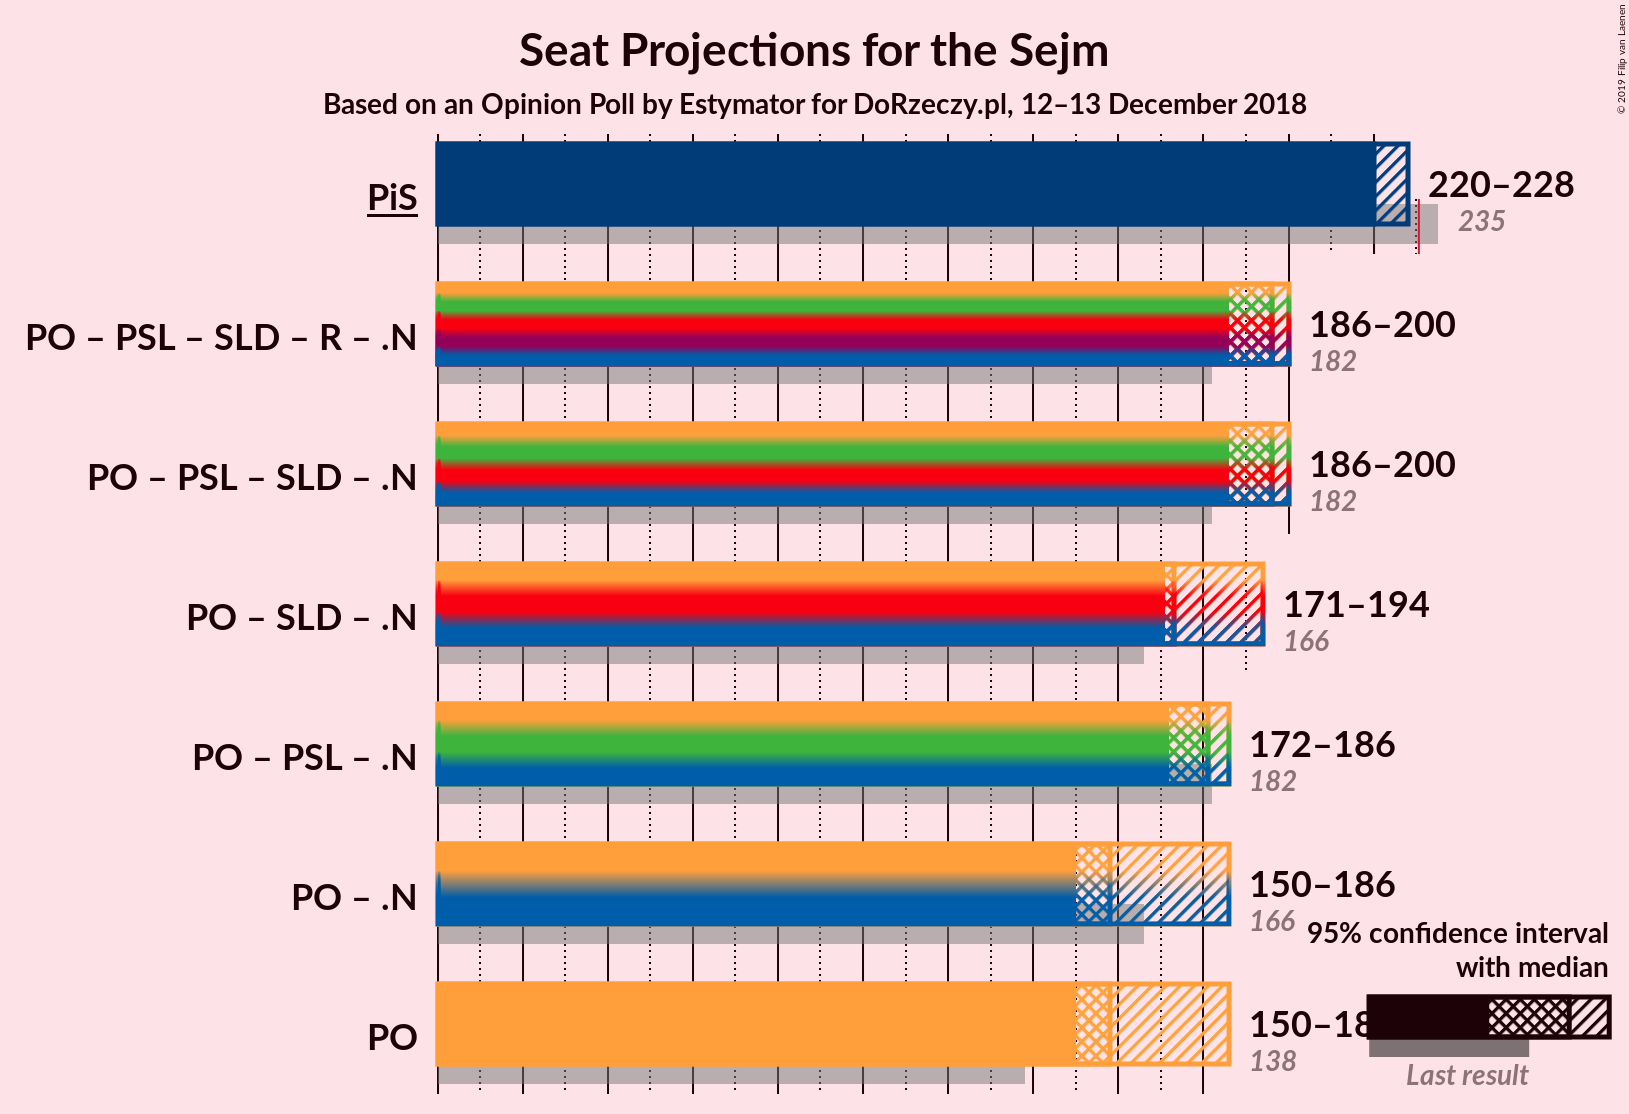 Seat Projections for the Sejm
Based on an Opinion Poll by Estymator for DoRzeczy.pl, 12–13 December 2018
© 2019 Filip van Laenen
PiS
220–228
235
PO – PSL – SLD – R – .N
186–200
182
PO – PSL – SLD – .N
186–200
182
PO – SLD – .N
171–194
166
PO – PSL – .N
172–186
182
PO – .N
150–186
166
95% confidence interval
with median
PO
150–18
138
Last result